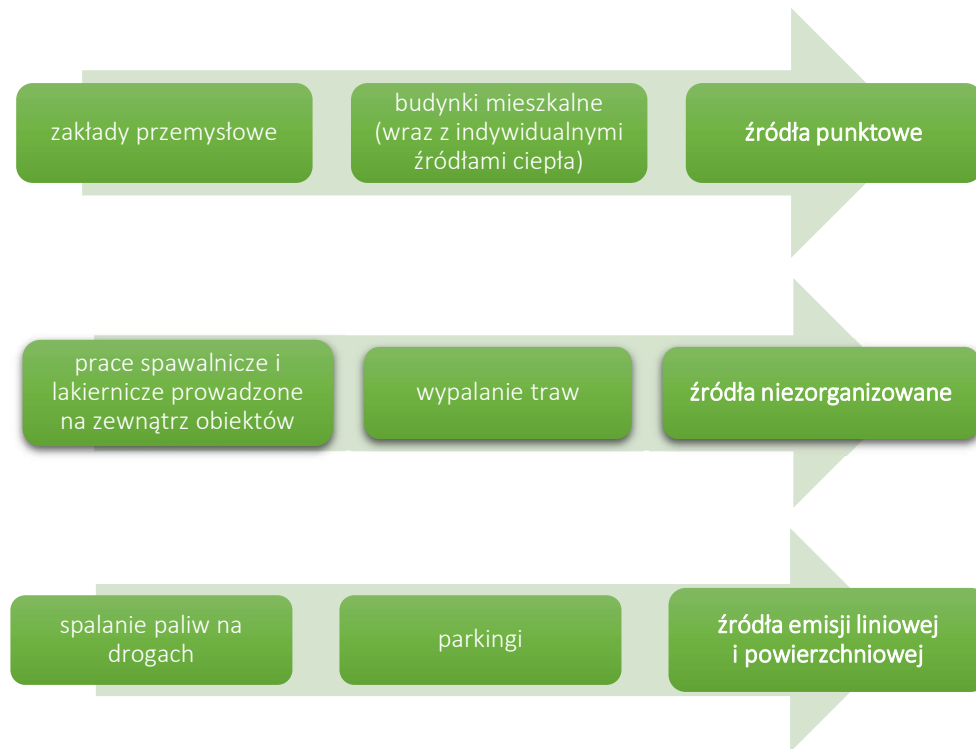 zakłady przemysłowe
budynki mieszkalne
(wraz z indywidualnymi
źródłami ciepła)
źródła punktowe
prace spawalnicze i
lakiernicze prowadzone
na zewnątrz obiektów
wypalanie traw
źródła niezorganizowane
spalanie paliw na
drogach
parkingi
źródła emisji liniowej
i powierzchniowej